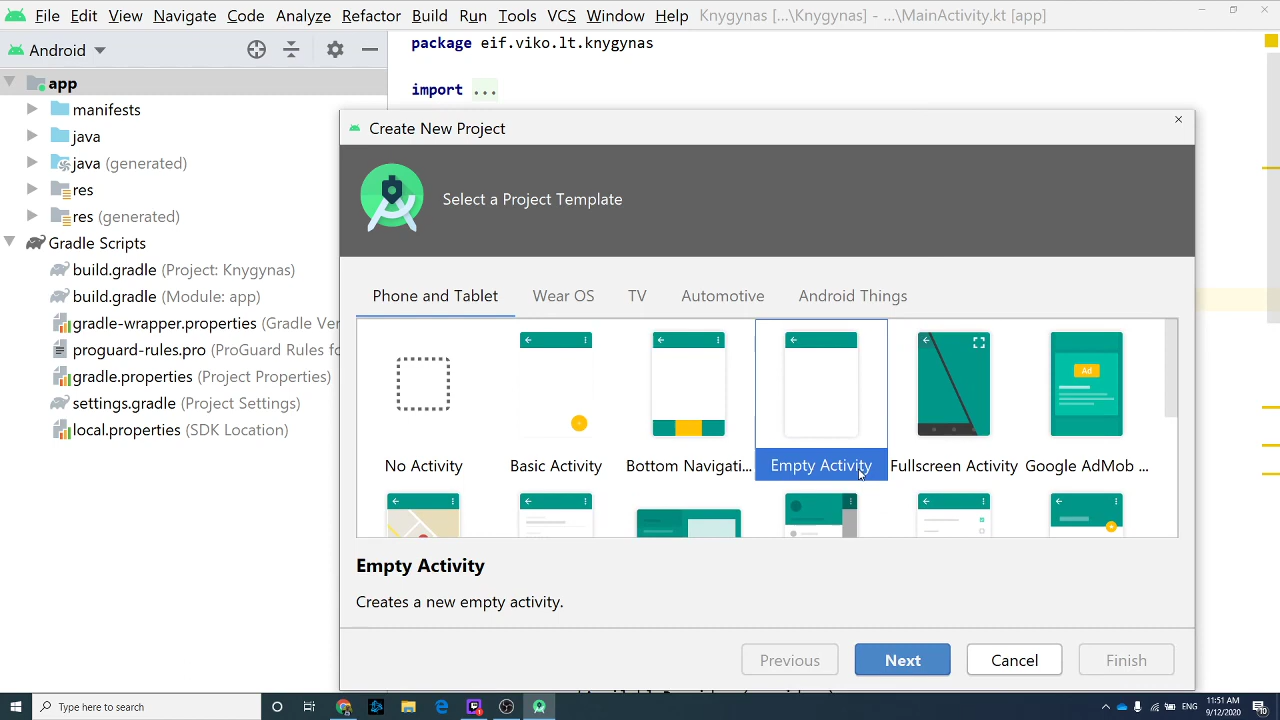 File Edit View Navigate Code Analyze Refactor Build Run Tools VCS Window Help Knygynas [...\Knygynas] - ...\MainActivity.kt [app]
Android
app
manifests
java
java (generated)
res
res (generated)
Gradle Scripts
build.gradle (Project: Knygynas)
build.gradle (Module: app)
gradle-wrapper.properties (Gradle Ver
proguard-rules.pro (ProGuard Rules fo
gradle.properties (Project Properties)
settings.gradle (Project Settings)
local.properties (SDK Location)
package eif.viko.lt.knygynas
import ...
Create New Project
Select a Project Template
Phone and Tablet Wear OS TV Automotive Android Things
Ad
No Activity Basic Activity Bottom Navigati... Empty Activity Fullscreen Activity Google AdMob ...
Empty Activity
Creates a new empty activity.
Previous Next Cancel Finish
Type here to search
ENG
11:51 AM
9/12/2020